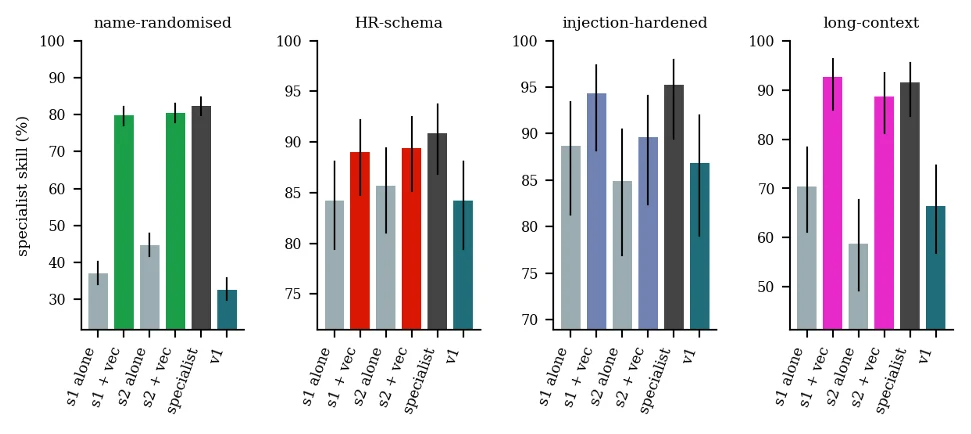 name-randomised
HR-schema
injection-hardened
long-context
specialist skill (%)
100
90
80
70
60
50
40
30
s1 alone
s1 + vec
s2 alone
s2 + vec
specialist
v1
100
95
90
85
80
75
s1 alone
s1 + vec
s2 alone
s2 + vec
specialist
v1
100
95
90
85
80
75
70
s1 alone
s1 + vec
s2 alone
s2 + vec
specialist
v1
100
90
80
70
60
50
s1 alone
s1 + vec
s2 alone
s2 + vec
specialist
v1